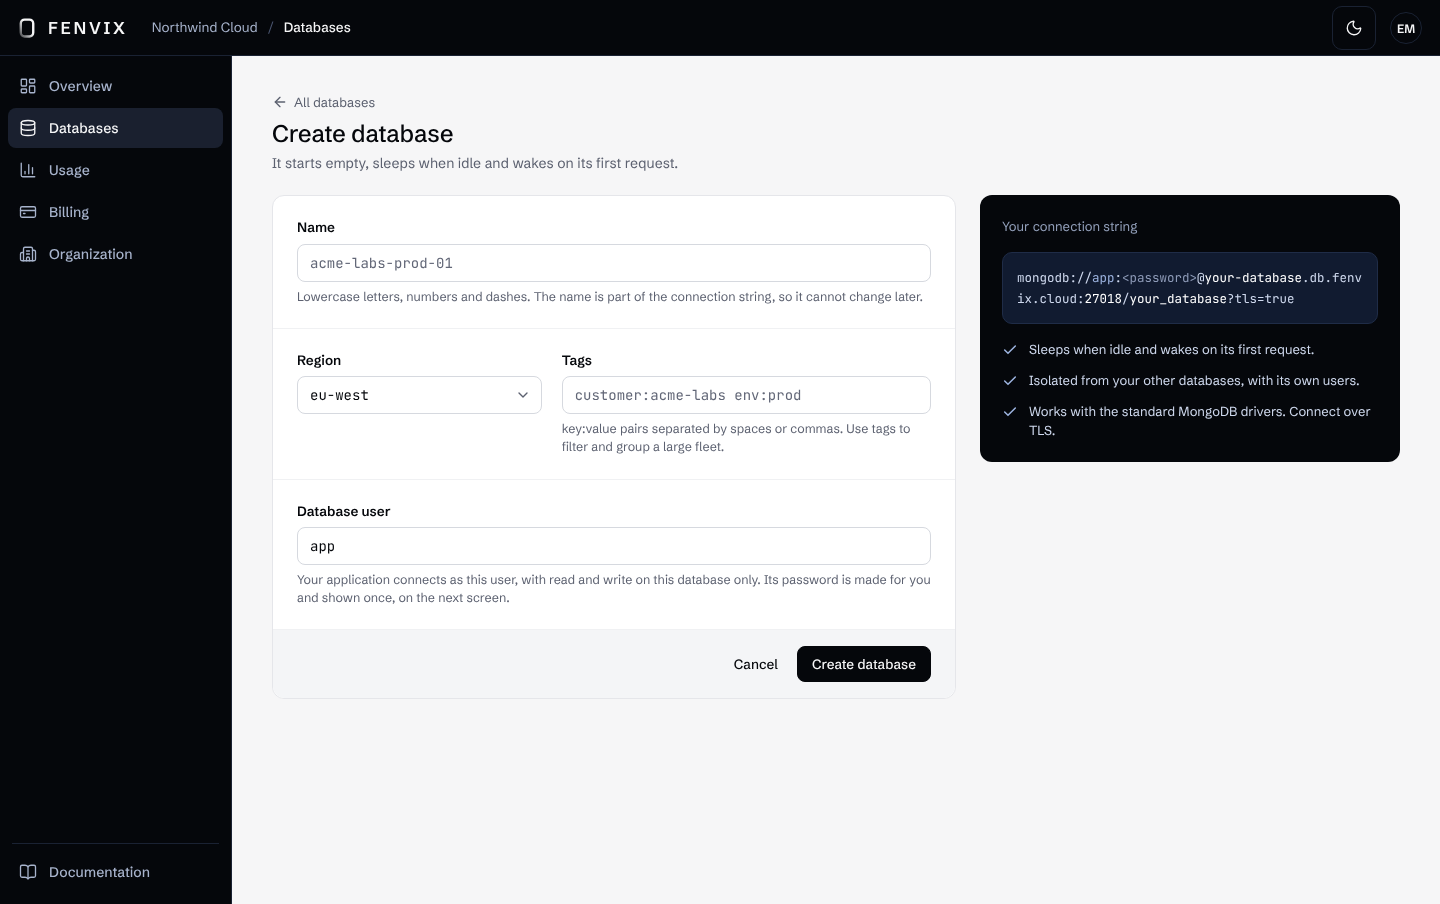 FENVIX
Northwind Cloud / Databases
EM
Overview
Databases
Usage
Billing
Organization
Documentation
All databases
Create database
It starts empty, sleeps when idle and wakes on its first request.
Name
acme-labs-prod-01
Lowercase letters, numbers and dashes. The name is part of the connection string, so it cannot change later.
Region
eu-west
Tags
customer:acme-labs env:prod
key:value pairs separated by spaces or commas. Use tags to
filter and group a large fleet.
Database user
app
Your application connects as this user, with read and write on this database only. Its password is made for you
and shown once, on the next screen.
Cancel
Create database
Your connection string
mongodb://app:<password>@your-database.db.fenv
ix.cloud:27018/your_database?tls=true
Sleeps when idle and wakes on its first request.
Isolated from your other databases, with its own users.
Works with the standard MongoDB drivers. Connect over
TLS.